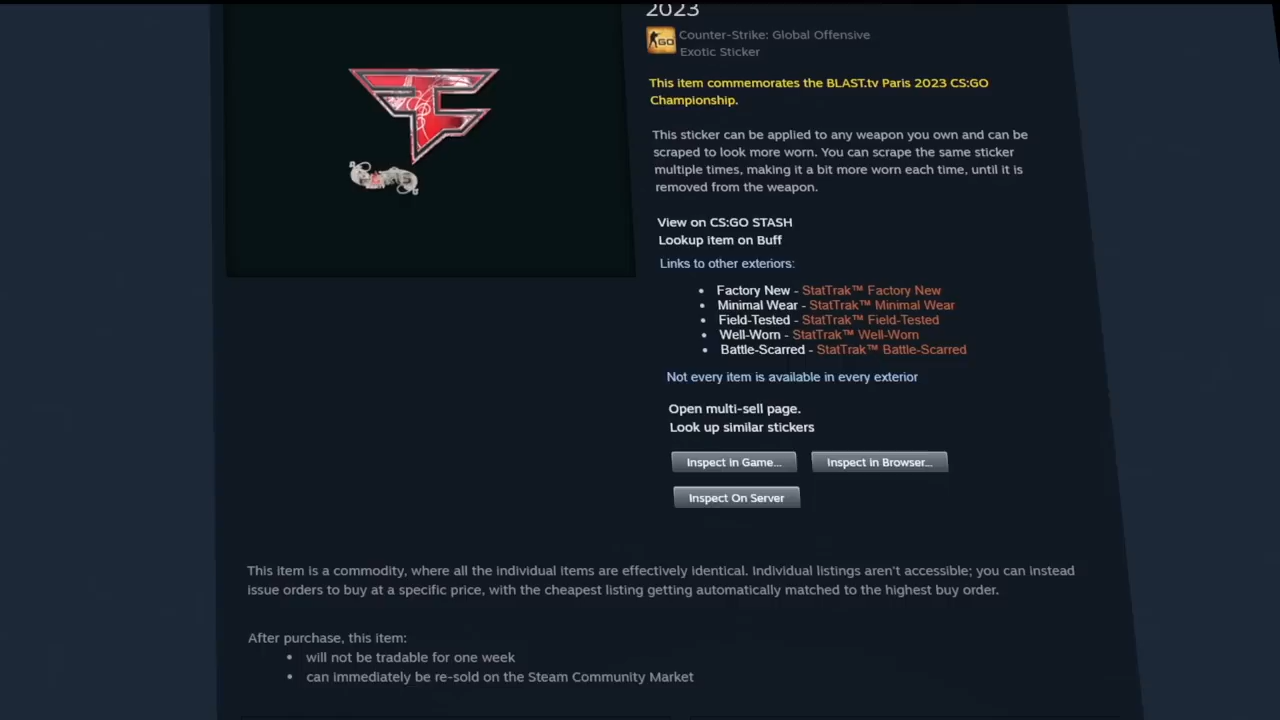 2023
Counter-Strike: Global Offensive
Exotic Sticker
This item commemorates the BLAST.tv Paris 2023 CS:GO
Championship.
This sticker can be applied to any weapon you own and can be
scraped to look more worn. You can scrape the same sticker
multiple times, making it a bit more worn each time, until it is
removed from the weapon.
View on CS:GO STASH
Lookup item on Buff
Links to other exteriors:
• Factory New - StatTrak™ Factory New
• Minimal Wear - StatTrak™ Minimal Wear
• Field-Tested - StatTrak™ Field-Tested
• Well-Worn - StatTrak™ Well-Worn
• Battle-Scarred - StatTrak™ Battle-Scarred
Not every item is available in every exterior
Open multi-sell page.
Look up similar stickers
Inspect in Game... Inspect in Browser...
Inspect On Server
This item is a commodity, where all the individual items are effectively identical. Individual listings aren't accessible; you can instead
issue orders to buy at a specific price, with the cheapest listing getting automatically matched to the highest buy order.
After purchase, this item:
• will not be tradable for one week
• can immediately be re-sold on the Steam Community Market